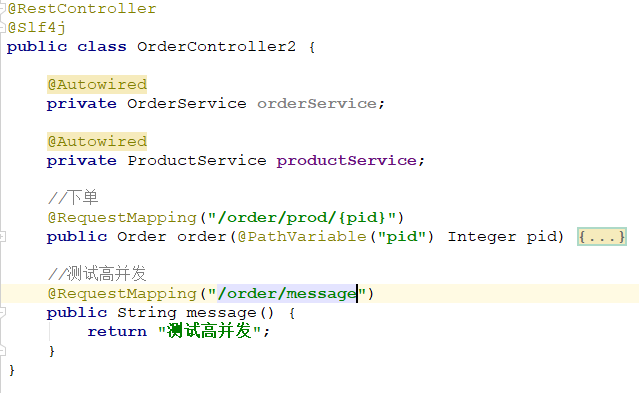 @RestController
@Slf4j
public class OrderController2 {
@Autowired
private OrderService orderService;
@Autowired
private ProductService productService;
//下单
@RequestMapping("/order/prod/{pid}")
public Order order(@PathVariable("pid") Integer pid) {...}
//测试高并发
@RequestMapping("/order/message")
public String message() {
return "测试高并发";
}
}